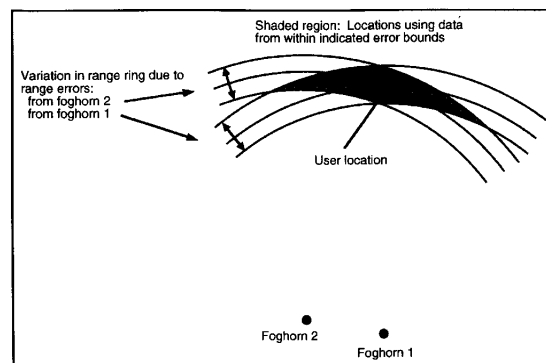 Shaded region: Locations using data
from within indicated error bounds
Variation in range ring due to
range errors:
from foghorn 2
from foghorn 1
User location
Foghorn 2
Foghorn 1